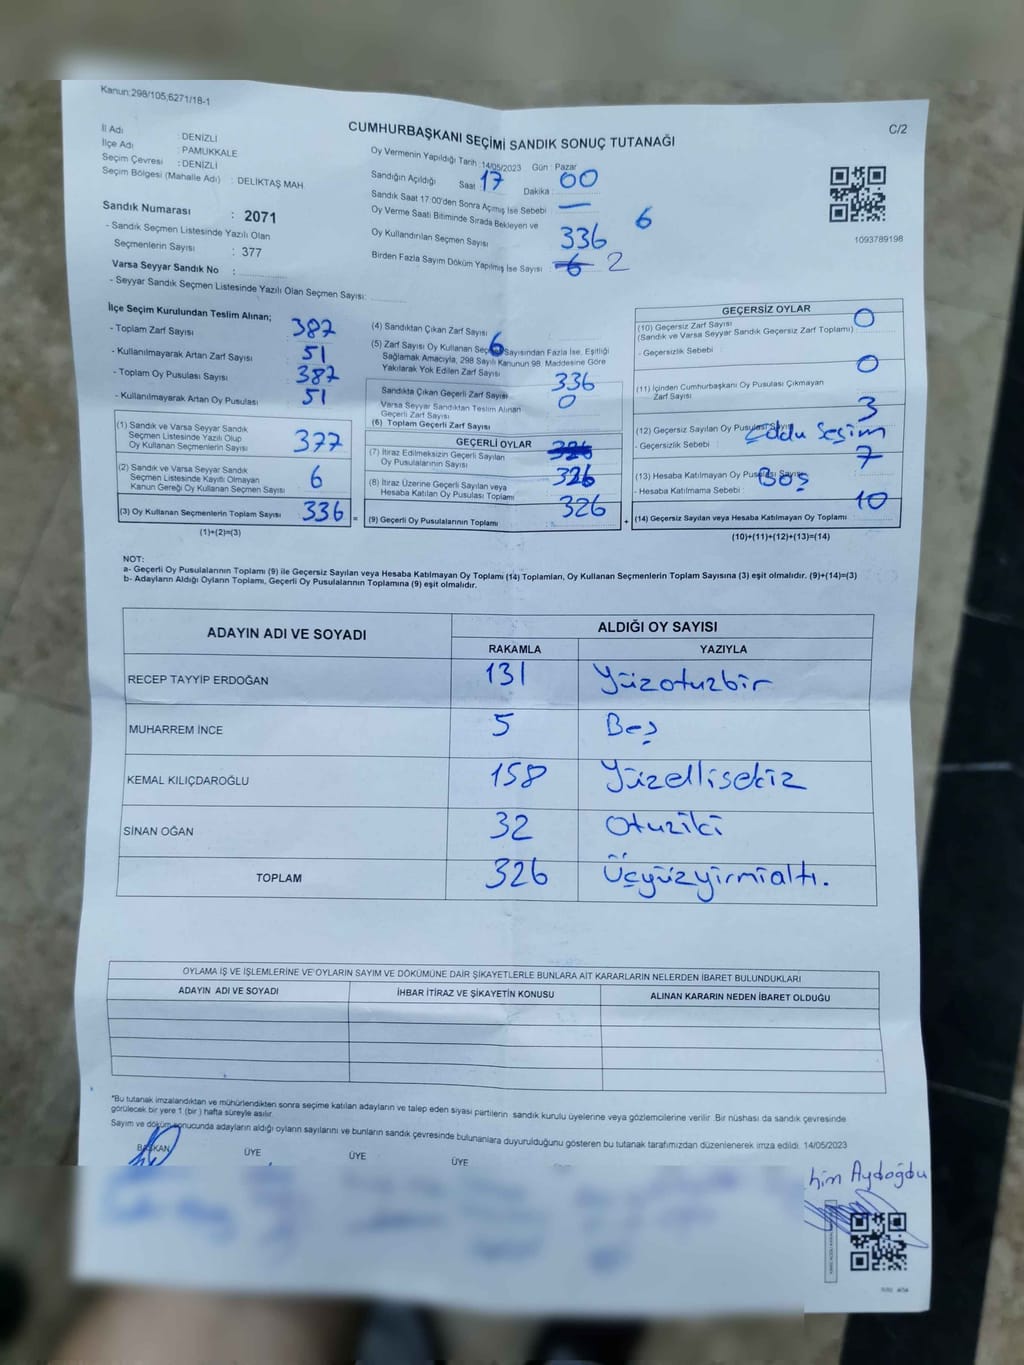 Kanun:298/105;6271/18-1
CUMHURBAŞKANI SEÇİMİ SANDIK SONUÇ TUTANAĞI
C/2
İl Adı : DENİZLİ
İlçe Adı : PAMUKKALE
Seçim Çevresi : DENİZLİ
Seçim Bölgesi (Mahalle Adı) : DELİKTAŞ MAH.
Sandık Numarası : 2071
- Sandık Seçmen Listesinde Yazılı Olan
Seçmenlerin Sayısı : 377
Varsa Seyyar Sandık No :
- Seyyar Sandık Seçmen Listesinde Yazılı Olan Seçmen Sayısı:
Oy Vermenin Yapıldığı Tarih :14/05/2023 Gün Pazar
Sandığın Açıldığı Saat 17 Dakika 00
Sandık Saat 17:00'den Sonra Açmış İse Sebebi : —
Oy Verme Saati Bitiminde Sırada Bekleyen ve 6
Oy Kullandırılan Seçmen Sayısı 336
Birden Fazla Sayım Döküm Yapılmış İse Sayısı : 6 2
1093789198
İlçe Seçim Kurulundan Teslim Alınan;
- Toplam Zarf Sayısı 387
- Kullanılmayarak Artan Zarf Sayısı 51
- Toplam Oy Pusulası Sayısı 387
- Kullanılmayarak Artan Oy Pusulası 51
(1) Sandık ve Varsa Seyyar Sandık
Seçmen Listesinde Yazılı Olup
Oy Kullanan Seçmenlerin Sayısı 377
(2) Sandık ve Varsa Seyyar Sandık
Seçmen Listesinde Kayıtlı Olmayan
Kanun Gereği Oy Kullanan Seçmen Sayısı 6
(3) Oy Kullanan Seçmenlerin Toplam Sayısı 336 =
(1)+(2)=(3)
(4) Sandıktan Çıkan Zarf Sayısı
6
(5) Zarf Sayısı Oy Kullanan Seçmen Sayısından Fazla İse, Eşitliği
Sağlamak Amacıyla, 298 Sayılı Kanunun 98. Maddesine Göre
Yakılarak Yok Edilen Zarf Sayısı
Sandıkta Çıkan Geçerli Zarf Sayısı 336
Varsa Seyyar Sandıktan Teslim Alınan
Geçerli Zarf Sayısı 0
(6) Toplam Geçerli Zarf Sayısı
GEÇERLİ OYLAR 326
(7) İtiraz Edilmeksizin Geçerli Sayılan
Oy Pusulalarının Sayısı 326
(8) İtiraz Üzerine Geçerli Sayılan veya
Hesaba Katılan Oy Pusulası Toplamı
(9) Geçerli Oy Pusulalarının Toplamı 326 +
GEÇERSİZ OYLAR
(10) Geçersiz Zarf Sayısı 0
(Sandık ve Varsa Seyyar Sandık Geçersiz Zarf Toplamı)
- Geçersizlik Sebebi
0
(11) İçinden Cumhurbaşkanı Oy Pusulası Çıkmayan
Zarf Sayısı
3
(12) Geçersiz Sayılan Oy Pusulası Sayısı
- Geçersizlik Sebebi :
7
(13) Hesaba Katılmayan Oy Pusulası Sayısı
- Hesaba Katılmama Sebebi : Boş
10
(14) Geçersiz Sayılan veya Hesaba Katılmayan Oy Toplamı
(10)+(11)+(12)+(13)=(14)
NOT:
a- Geçerli Oy Pusulalarının Toplamı (9) ile Geçersiz Sayılan veya Hesaba Katılmayan Oy Toplamı (14) Toplamları, Oy Kullanan Seçmenlerin Toplam Sayısına (3) eşit olmalıdır. (9)+(14)=(3)
b- Adayların Aldığı Oyların Toplamı, Geçerli Oy Pusulalarının Toplamına (9) eşit olmalıdır.
ADAYIN ADI VE SOYADI
ALDIĞI OY SAYISI
RAKAMLA YAZIYLA
RECEP TAYYİP ERDOĞAN 131 Yüzotuzbir
MUHARREM İNCE 5 Beş
KEMAL KILIÇDAROĞLU 158 Yüzellisekiz
SİNAN OĞAN 32 Otuziki
TOPLAM 326 Üçyüzyirmialtı.
OYLAMA İŞ VE İŞLEMLERİNE VE OYLARIN SAYIM VE DÖKÜMÜNE DAİR ŞİKAYETLERLE BUNLARA AİT KARARLARIN NELERDEN İBARET BULUNDUKLARI
ADAYIN ADI VE SOYADI İHBAR İTİRAZ VE ŞİKAYETİN KONUSU ALINAN KARARIN NEDEN İBARET OLDUĞU
*Bu tutanak imzalandıktan ve mühürlendikten sonra seçime katılan adayların ve talep eden siyasi partilerin sandık kurulu üyelerine veya gözlemcilerine verilir. Bir nüshası da sandık çevresinde
görülecek bir yere 1 (bir ) hafta süreyle asılır.
Sayım ve döküm sonucunda adayların aldığı oyların sayılarını ve bunların sandık çevresinde bulunanlara duyurulduğunu gösteren bu tutanak tarafımızdan düzenlenerek imza edildi. 14/05/2023
BAŞKAN ÜYE ÜYE ÜYE
him Aydoğdu